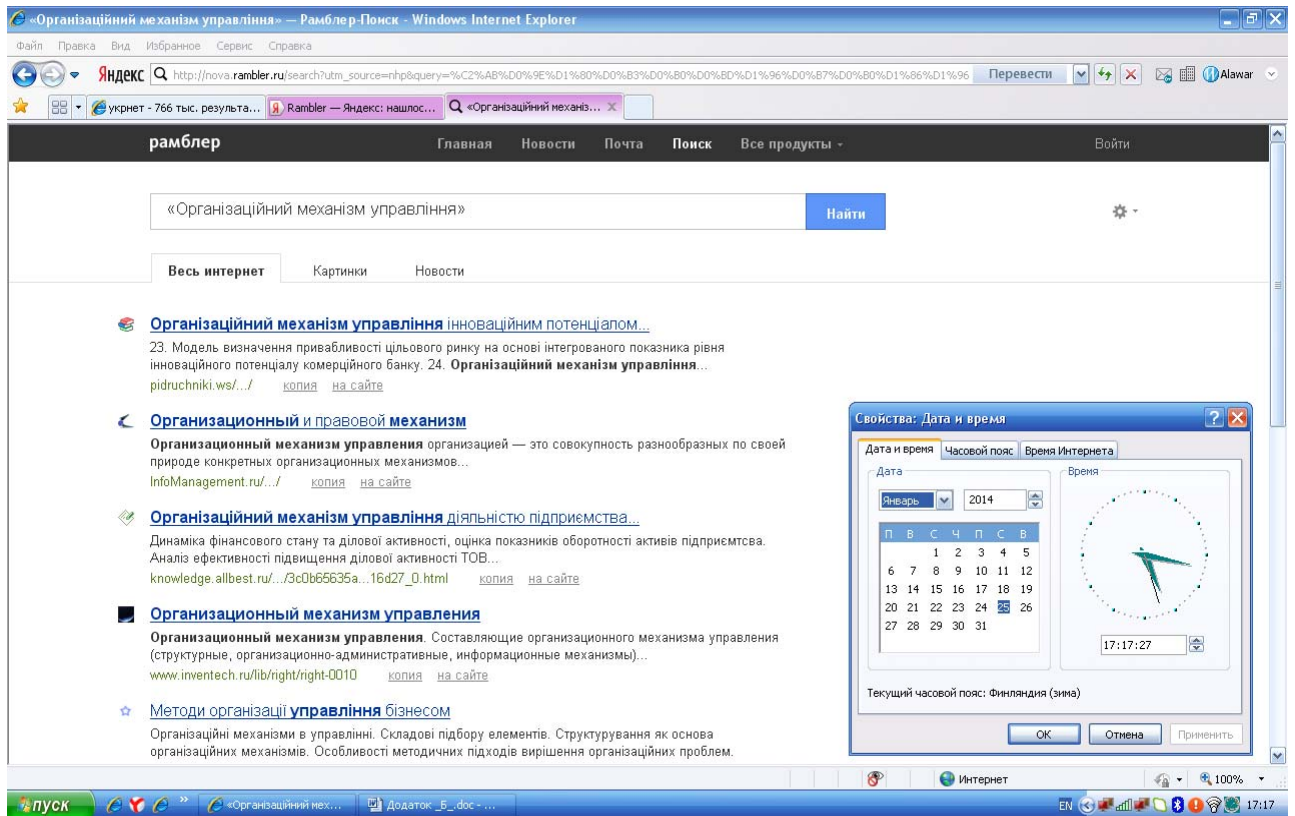 «Організаційний механізм управління» — Рамблер-Поиск - Windows Internet Explorer
Файл Правка Вид Избранное Сервис Справка
Яндекс http://nova.rambler.ru/search?utm_source=nhp&query=%C2%AB%D0%9E%D1%80%D0%B3%D0%B0%D0%BD%D1%96%D0%B7%D0%B0%D1%86%D1%96 Перевести Alawar
укрнет - 766 тыс. результа... Rambler — Яндекс: нашлос... «Організаційний механіз...
рамблер Главная Новости Почта Поиск Все продукты Войти
«Організаційний механізм управління» Найти
Весь интернет Картинки Новости
Організаційний механізм управління інноваційним потенціалом...
23. Модель визначення привабливості цільового ринку на основі інтегрованого показника рівня
інноваційного потенціалу комерційного банку. 24. Організаційний механізм управління...
pidruchniki.ws/.../ копия на сайте
Организационный и правовой механизм
Организационный механизм управления организацией — это совокупность разнообразных по своей
природе конкретных организационных механизмов...
InfoManagement.ru/.../ копия на сайте
Організаційний механізм управління діяльністю підприємства...
Динаміка фінансового стану та ділової активності, оцінка показників оборотності активів підприємтсва.
Аналіз ефективності підвищення ділової активності ТОВ...
knowledge.allbest.ru/.../3c0b65635a...16d27_0.html копия на сайте
Организационный механизм управления
Организационный механизм управления. Составляющие организационного механизма управления
(структурные, организационно-административные, информационные механизмы)...
www.inventech.ru/lib/right/right-0010 копия на сайте
Методи організації управління бізнесом
Організаційні механізми в управлінні. Складові підбору елементів. Структурування як основа
організаційних механізмів. Особливості методичних підходів вирішення організаційних проблем.
Свойства: Дата и время
Дата и время Часовой пояс Время Интернета
Дата Время
Январь 2014
П В С Ч П С В
1 2 3 4 5
6 7 8 9 10 11 12
13 14 15 16 17 18 19
20 21 22 23 24 25 26
27 28 29 30 31
17:17:27
Текущий часовой пояс: Финляндия (зима)
ОК Отмена Применить
Интернет 100%
пуск «Організаційний мех... Додаток _Б_.doc - ... EN 17:17